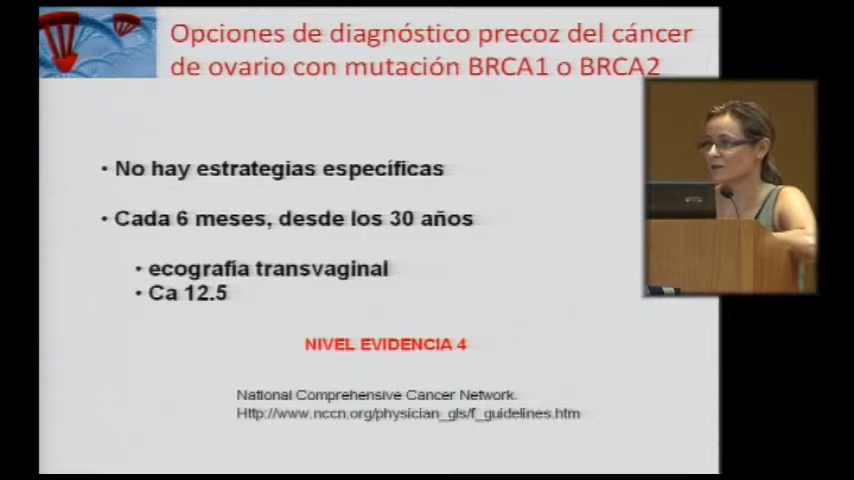 Opciones de diagnóstico precoz del cáncer
de ovario con mutación BRCA1 o BRCA2
• No hay estrategias específicas
• Cada 6 meses, desde los 30 años
• ecografía transvaginal
• Ca 12.5
NIVEL EVIDENCIA 4
National Comprehensive Cancer Network.
Http://www.nccn.org/physician_gls/f_guidelines.htm